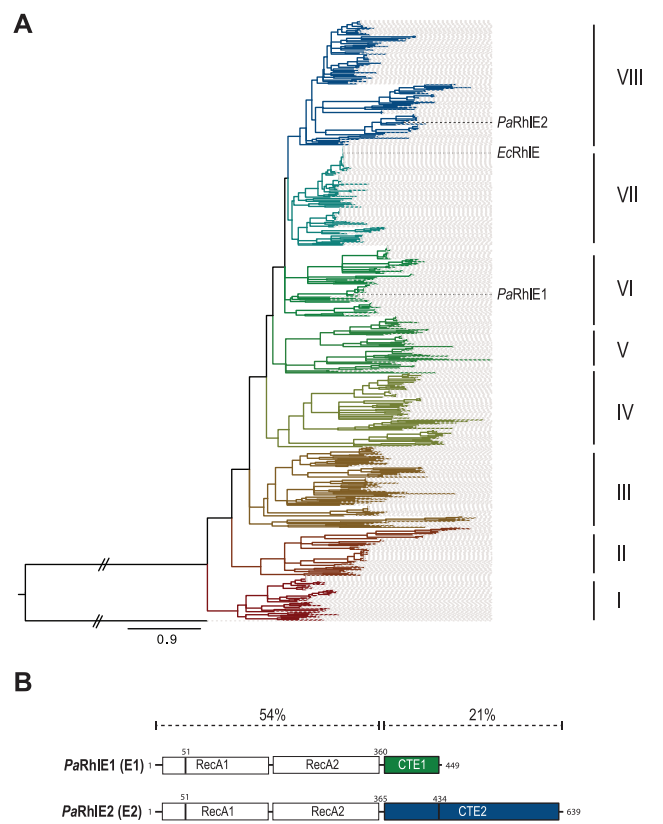 A
VIII
PaRhlE2
EcRhlE
VII
VI
PaRhlE1
V
IV
III
II
I
0.9
B
54% 21%
51 360
PaRhlE1 (E1) 1 RecA1 RecA2 CTE1 449
51 365 434
PaRhlE2 (E2) 1 RecA1 RecA2 CTE2 639